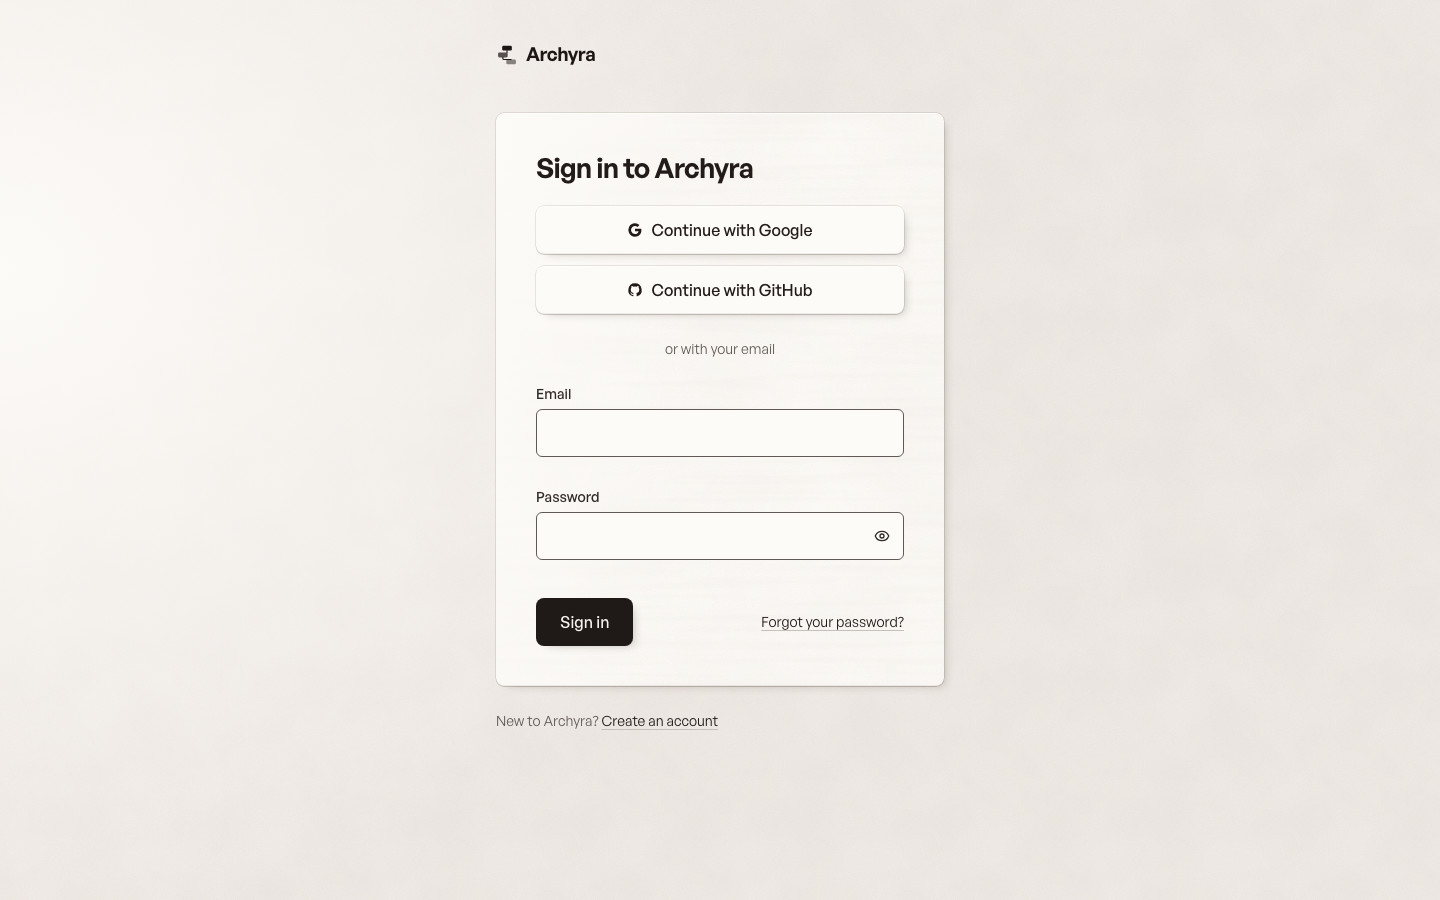 Archyra
Sign in to Archyra
Continue with Google
Continue with GitHub
or with your email
Email
Password
Sign in
Forgot your password?
New to Archyra? Create an account